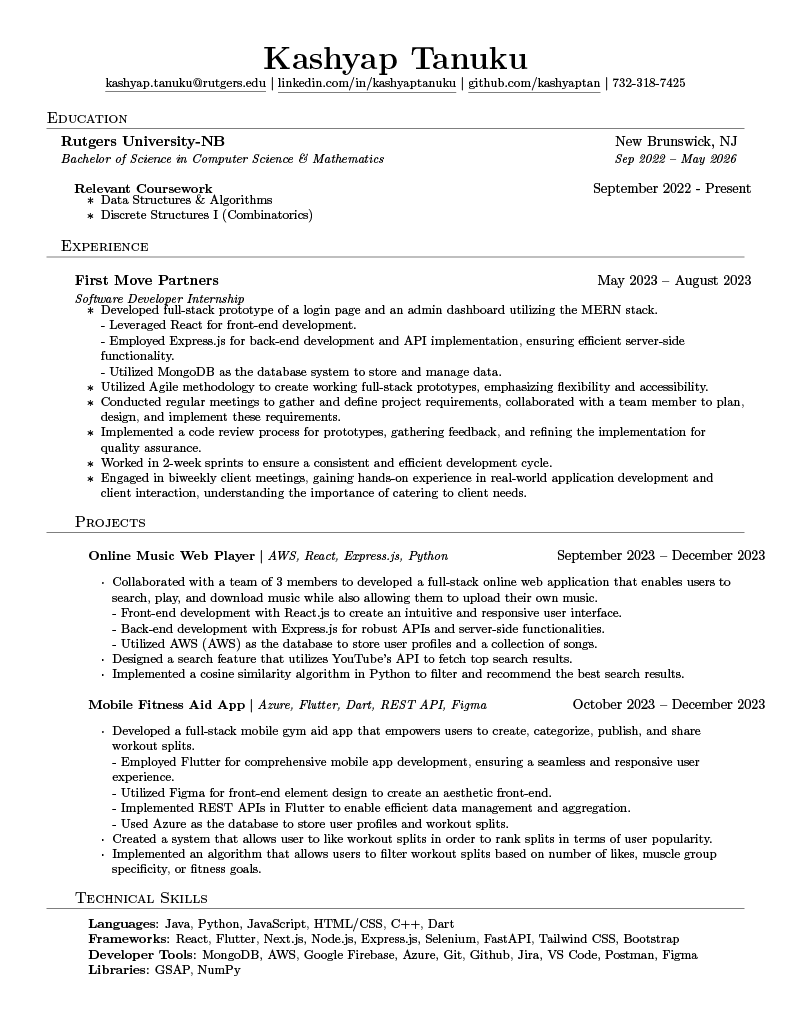 Kashyap Tanuku
kashyap.tanuku@rutgers.edu | linkedin.com/in/kashyaptanuku | github.com/kashyaptan | 732-318-7425
Education
Rutgers University-NB New Brunswick, NJ
Bachelor of Science in Computer Science & Mathematics Sep 2022 – May 2026
Relevant Coursework September 2022 - Present
* Data Structures & Algorithms
* Discrete Structures I (Combinatorics)
Experience
First Move Partners May 2023 – August 2023
Software Developer Internship
* Developed full-stack prototype of a login page and an admin dashboard utilizing the MERN stack.
- Leveraged React for front-end development.
- Employed Express.js for back-end development and API implementation, ensuring efficient server-side
functionality.
- Utilized MongoDB as the database system to store and manage data.
* Utilized Agile methodology to create working full-stack prototypes, emphasizing flexibility and accessibility.
* Conducted regular meetings to gather and define project requirements, collaborated with a team member to plan,
design, and implement these requirements.
* Implemented a code review process for prototypes, gathering feedback, and refining the implementation for
quality assurance.
* Worked in 2-week sprints to ensure a consistent and efficient development cycle.
* Engaged in biweekly client meetings, gaining hands-on experience in real-world application development and
client interaction, understanding the importance of catering to client needs.
Projects
Online Music Web Player | AWS, React, Express.js, Python September 2023 – December 2023
· Collaborated with a team of 3 members to developed a full-stack online web application that enables users to
search, play, and download music while also allowing them to upload their own music.
- Front-end development with React.js to create an intuitive and responsive user interface.
- Back-end development with Express.js for robust APIs and server-side functionalities.
- Utilized AWS (AWS) as the database to store user profiles and a collection of songs.
· Designed a search feature that utilizes YouTube's API to fetch top search results.
· Implemented a cosine similarity algorithm in Python to filter and recommend the best search results.
Mobile Fitness Aid App | Azure, Flutter, Dart, REST API, Figma October 2023 – December 2023
· Developed a full-stack mobile gym aid app that empowers users to create, categorize, publish, and share
workout splits.
- Employed Flutter for comprehensive mobile app development, ensuring a seamless and responsive user
experience.
- Utilized Figma for front-end element design to create an aesthetic front-end.
- Implemented REST APIs in Flutter to enable efficient data management and aggregation.
- Used Azure as the database to store user profiles and workout splits.
· Created a system that allows user to like workout splits in order to rank splits in terms of user popularity.
· Implemented an algorithm that allows users to filter workout splits based on number of likes, muscle group
specificity, or fitness goals.
Technical Skills
Languages: Java, Python, JavaScript, HTML/CSS, C++, Dart
Frameworks: React, Flutter, Next.js, Node.js, Express.js, Selenium, FastAPI, Tailwind CSS, Bootstrap
Developer Tools: MongoDB, AWS, Google Firebase, Azure, Git, Github, Jira, VS Code, Postman, Figma
Libraries: GSAP, NumPy